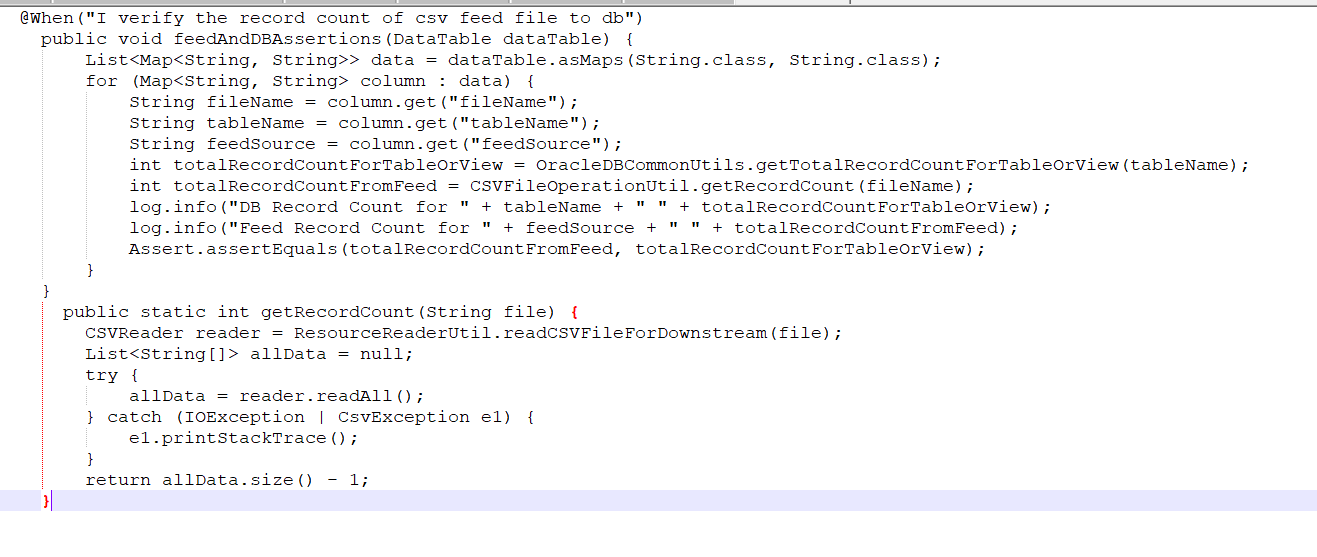 @When("I verify the record count of csv feed file to db")
public void feedAndDBAssertions(DataTable dataTable) {
List<Map<String, String>> data = dataTable.asMaps(String.class, String.class);
for (Map<String, String> column : data) {
String fileName = column.get("fileName");
String tableName = column.get("tableName");
String feedSource = column.get("feedSource");
int totalRecordCountForTableOrView = OracleDBCommonUtils.getTotalRecordCountForTableOrView(tableName);
int totalRecordCountFromFeed = CSVFileOperationUtil.getRecordCount(fileName);
log.info("DB Record Count for " + tableName + " " + totalRecordCountForTableOrView);
log.info("Feed Record Count for " + feedSource + " " + totalRecordCountFromFeed);
Assert.assertEquals(totalRecordCountFromFeed, totalRecordCountForTableOrView);
}
}
public static int getRecordCount(String file) {
CSVReader reader = ResourceReaderUtil.readCSVFileForDownstream(file);
List<String[]> allData = null;
try {
allData = reader.readAll();
} catch (IOException | CsvException e1) {
e1.printStackTrace();
}
return allData.size() - 1;
}